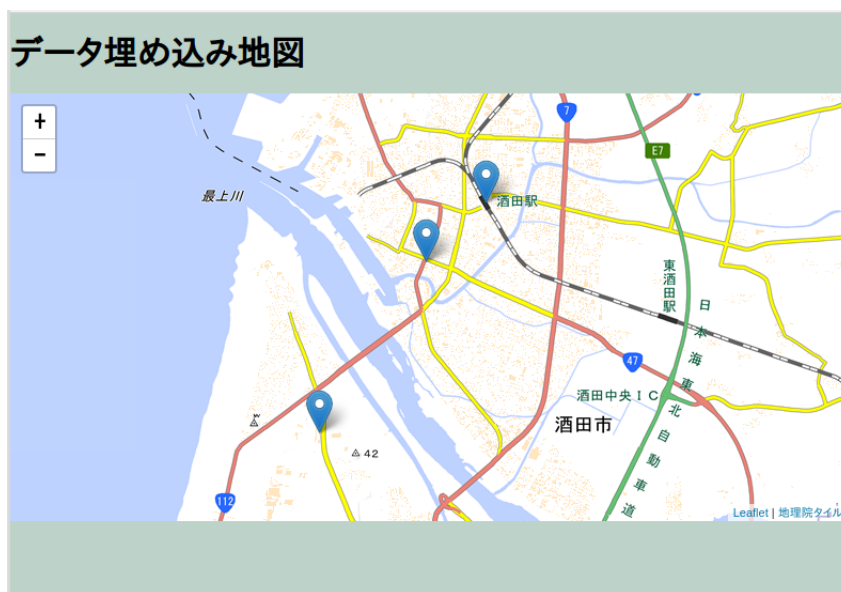 データ埋め込み地図
+
−
7
E7
最上川
酒田駅
東酒田駅
日本海東北自動車道
47
酒田中央IC
酒田市
42
112
Leaflet | 地理院タイル